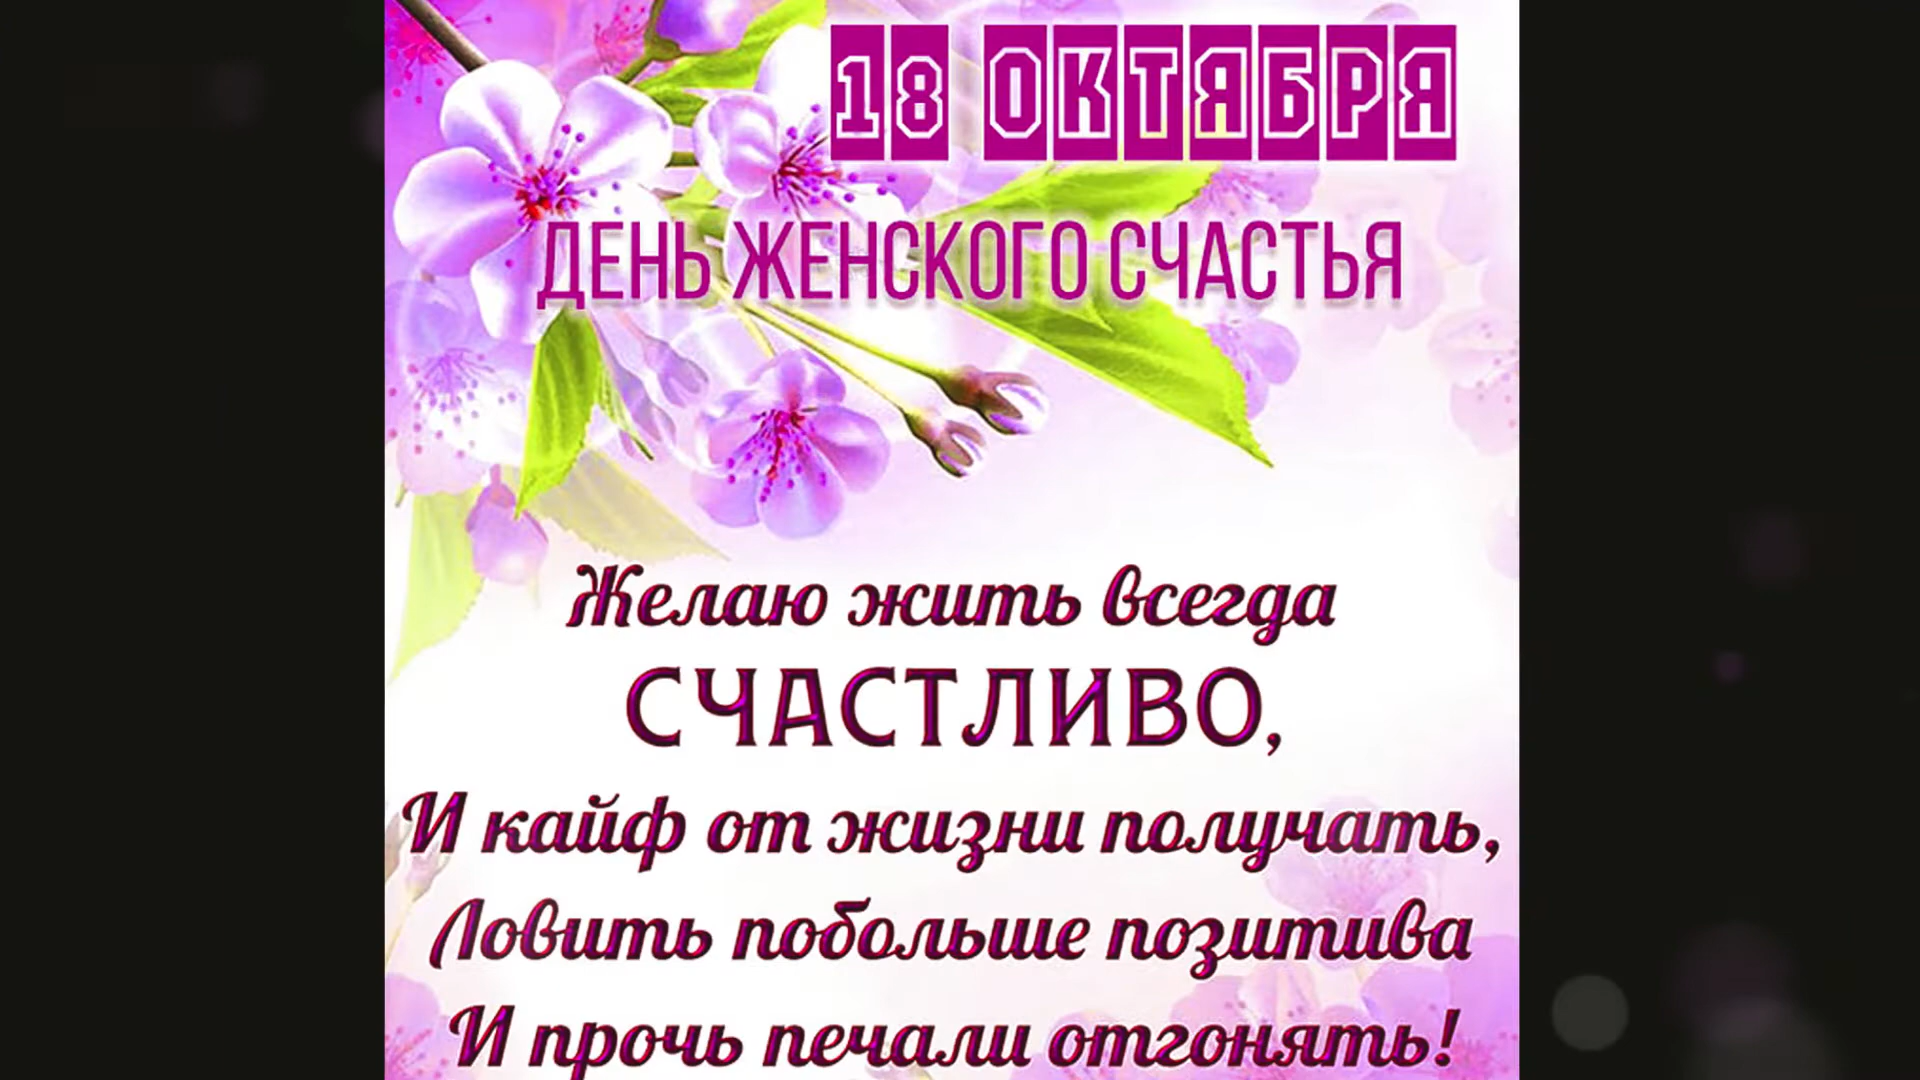 18 ОКТЯБРЯ
ДЕНЬ ЖЕНСКОГО СЧАСТЬЯ
Желаю жить всегда
СЧАСТЛИВО,
И кайф от жизни получать,
Ловить побольше позитива
И прочь печали отгонять!